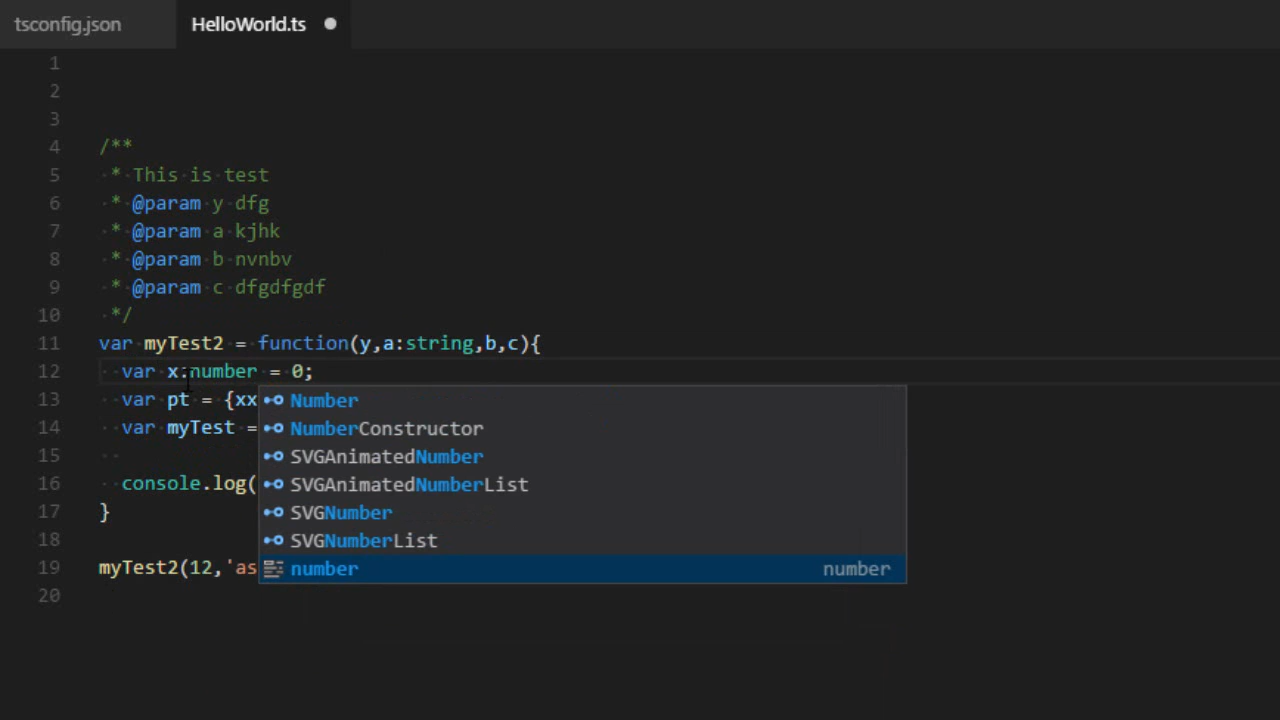 tsconfig.json HelloWorld.ts
1
2
3
4 /**
5 * This is test
6 * @param y dfg
7 * @param a kjhk
8 * @param b nvnbv
9 * @param c dfgdfgdf
10 */
11 var myTest2 = function(y,a:string,b,c){
12 var x:number = 0;
13 var pt = {xx
14 var myTest =
15
16 console.log(
17 }
18
19 myTest2(12,'as
20
Number
NumberConstructor
SVGAnimatedNumber
SVGAnimatedNumberList
SVGNumber
SVGNumberList
number number